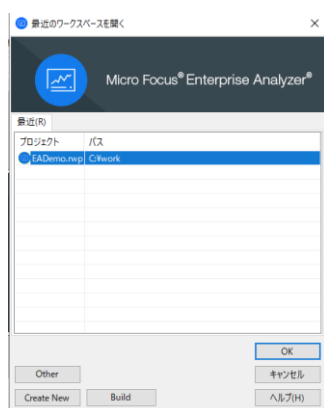 最近のワークスペースを開く
Micro Focus® Enterprise Analyzer®
最近(R)
プロジェクト パス
EADemo.rwp C:¥work
OK
Other キャンセル
Create New Build ヘルプ(H)